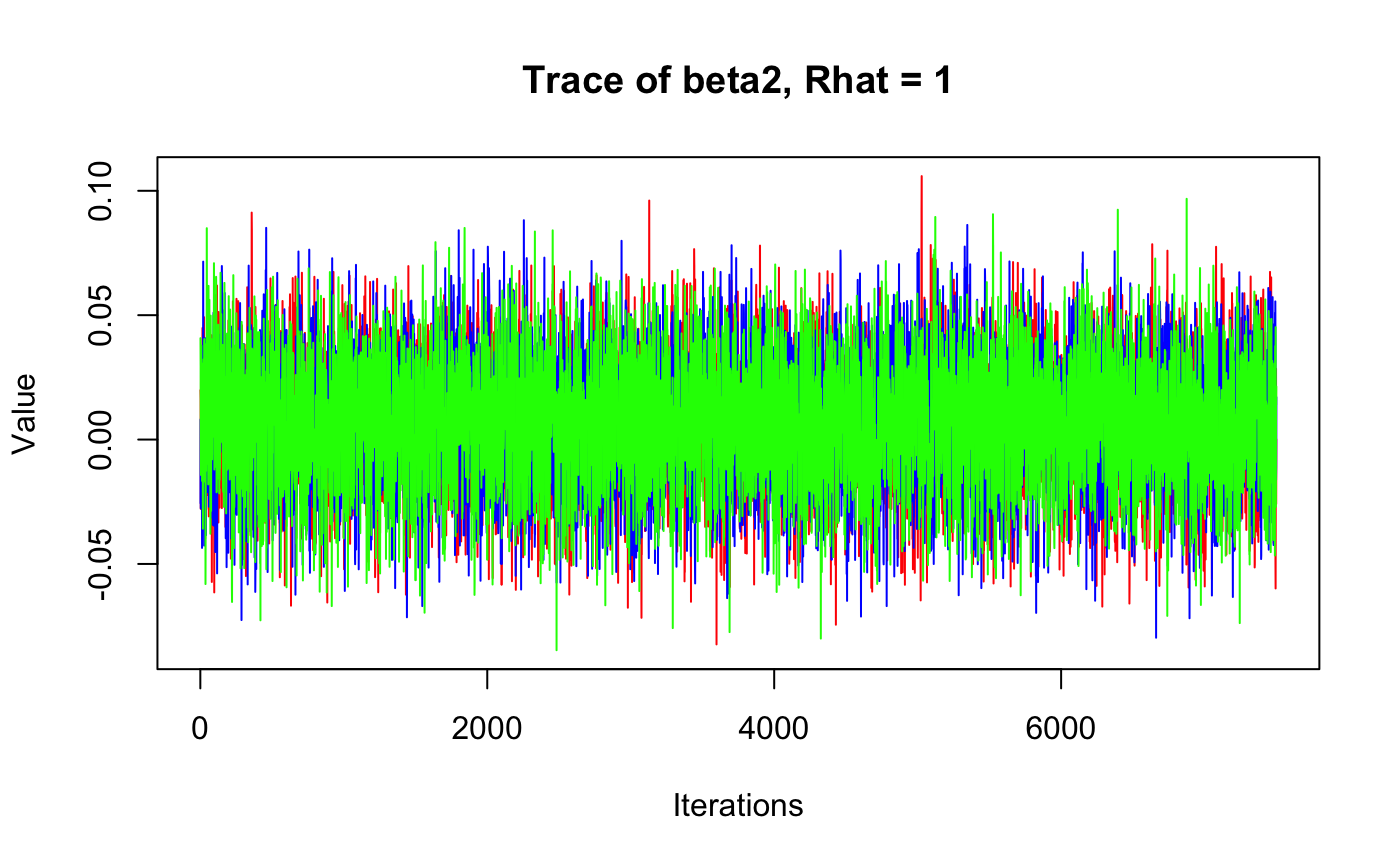 Trace of beta2, Rhat = 1
Value
0.10
0.05
0.00
-0.05
0 2000 4000 6000
Iterations